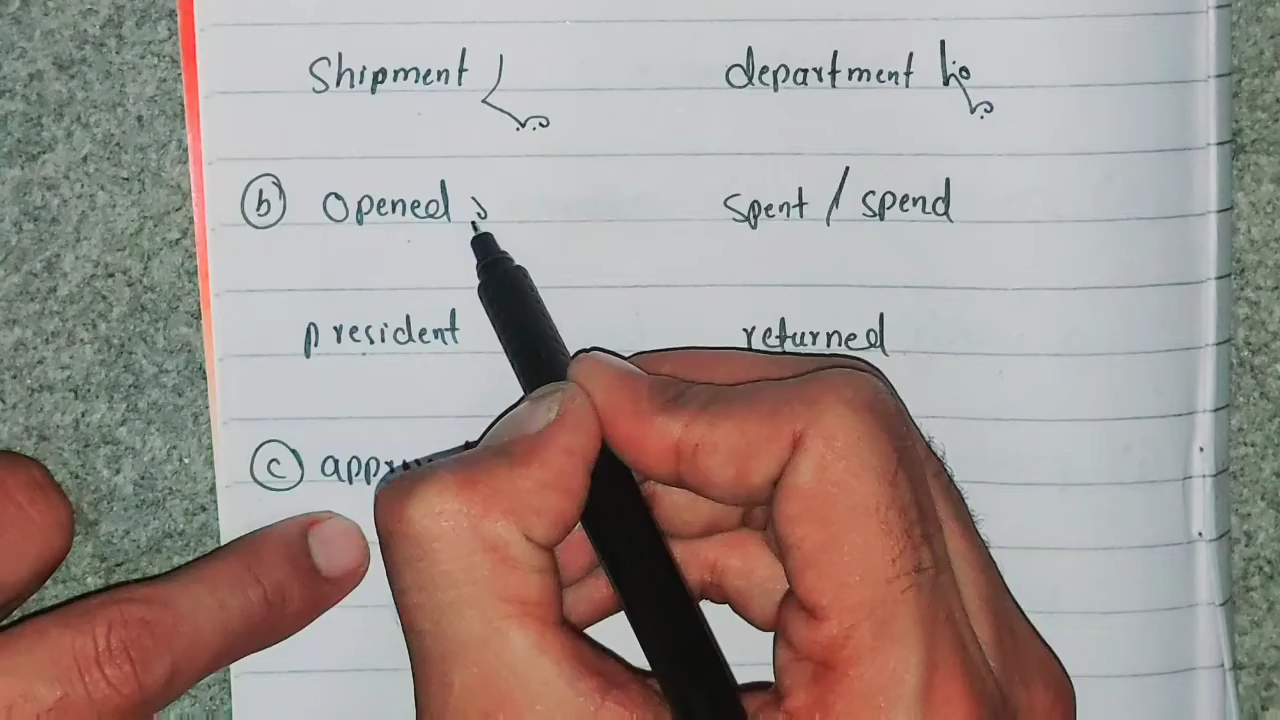 Shipment department
(b) Opened spent / spend
president returned
(c)